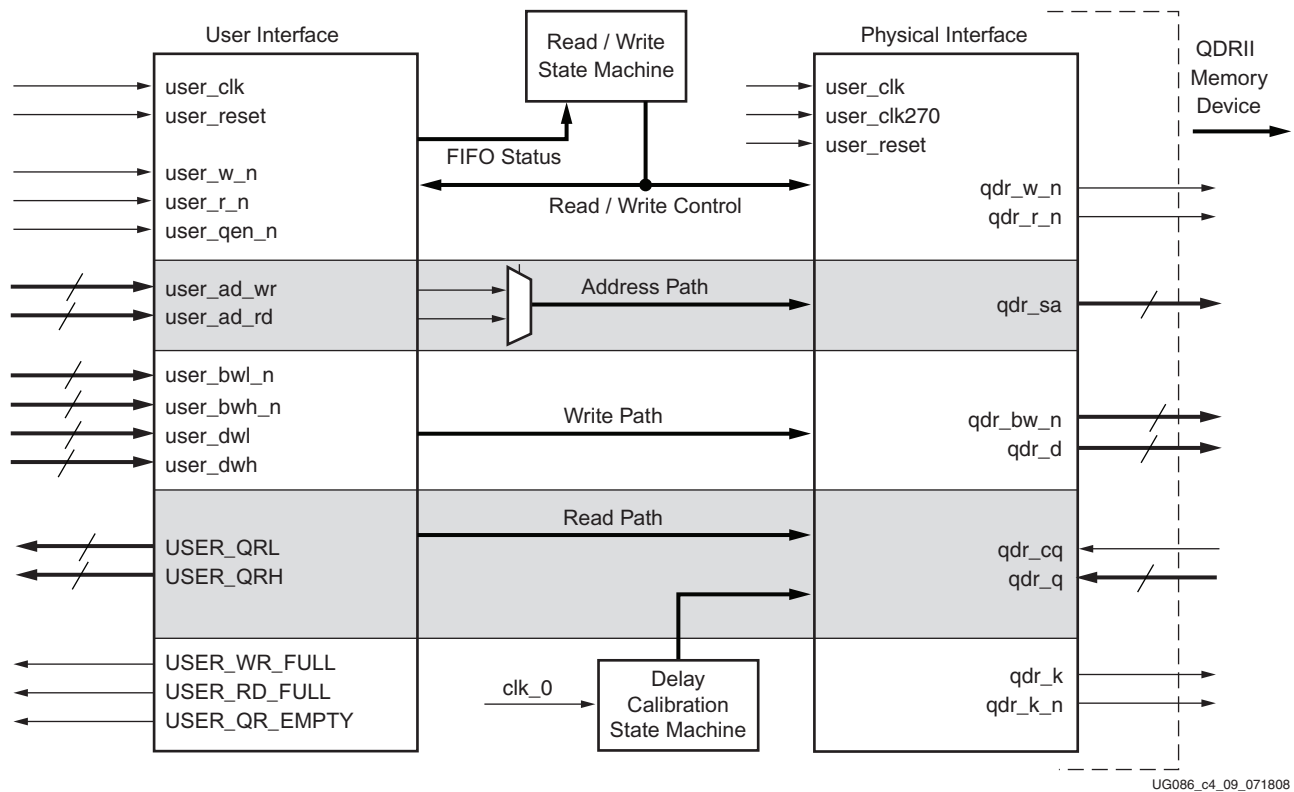 User Interface
Read / Write
State Machine
Physical Interface
QDRII
Memory
Device
user_clk
user_reset
user_w_n
user_r_n
user_qen_n
FIFO Status
Read / Write Control
user_clk
user_clk270
user_reset
qdr_w_n
qdr_r_n
user_ad_wr
user_ad_rd
Address Path
qdr_sa
user_bwl_n
user_bwh_n
user_dwl
user_dwh
Write Path
qdr_bw_n
qdr_d
Read Path
USER_QRL
USER_QRH
qdr_cq
qdr_q
USER_WR_FULL
USER_RD_FULL
USER_QR_EMPTY
clk_0
Delay
Calibration
State Machine
qdr_k
qdr_k_n
UG086_c4_09_071808